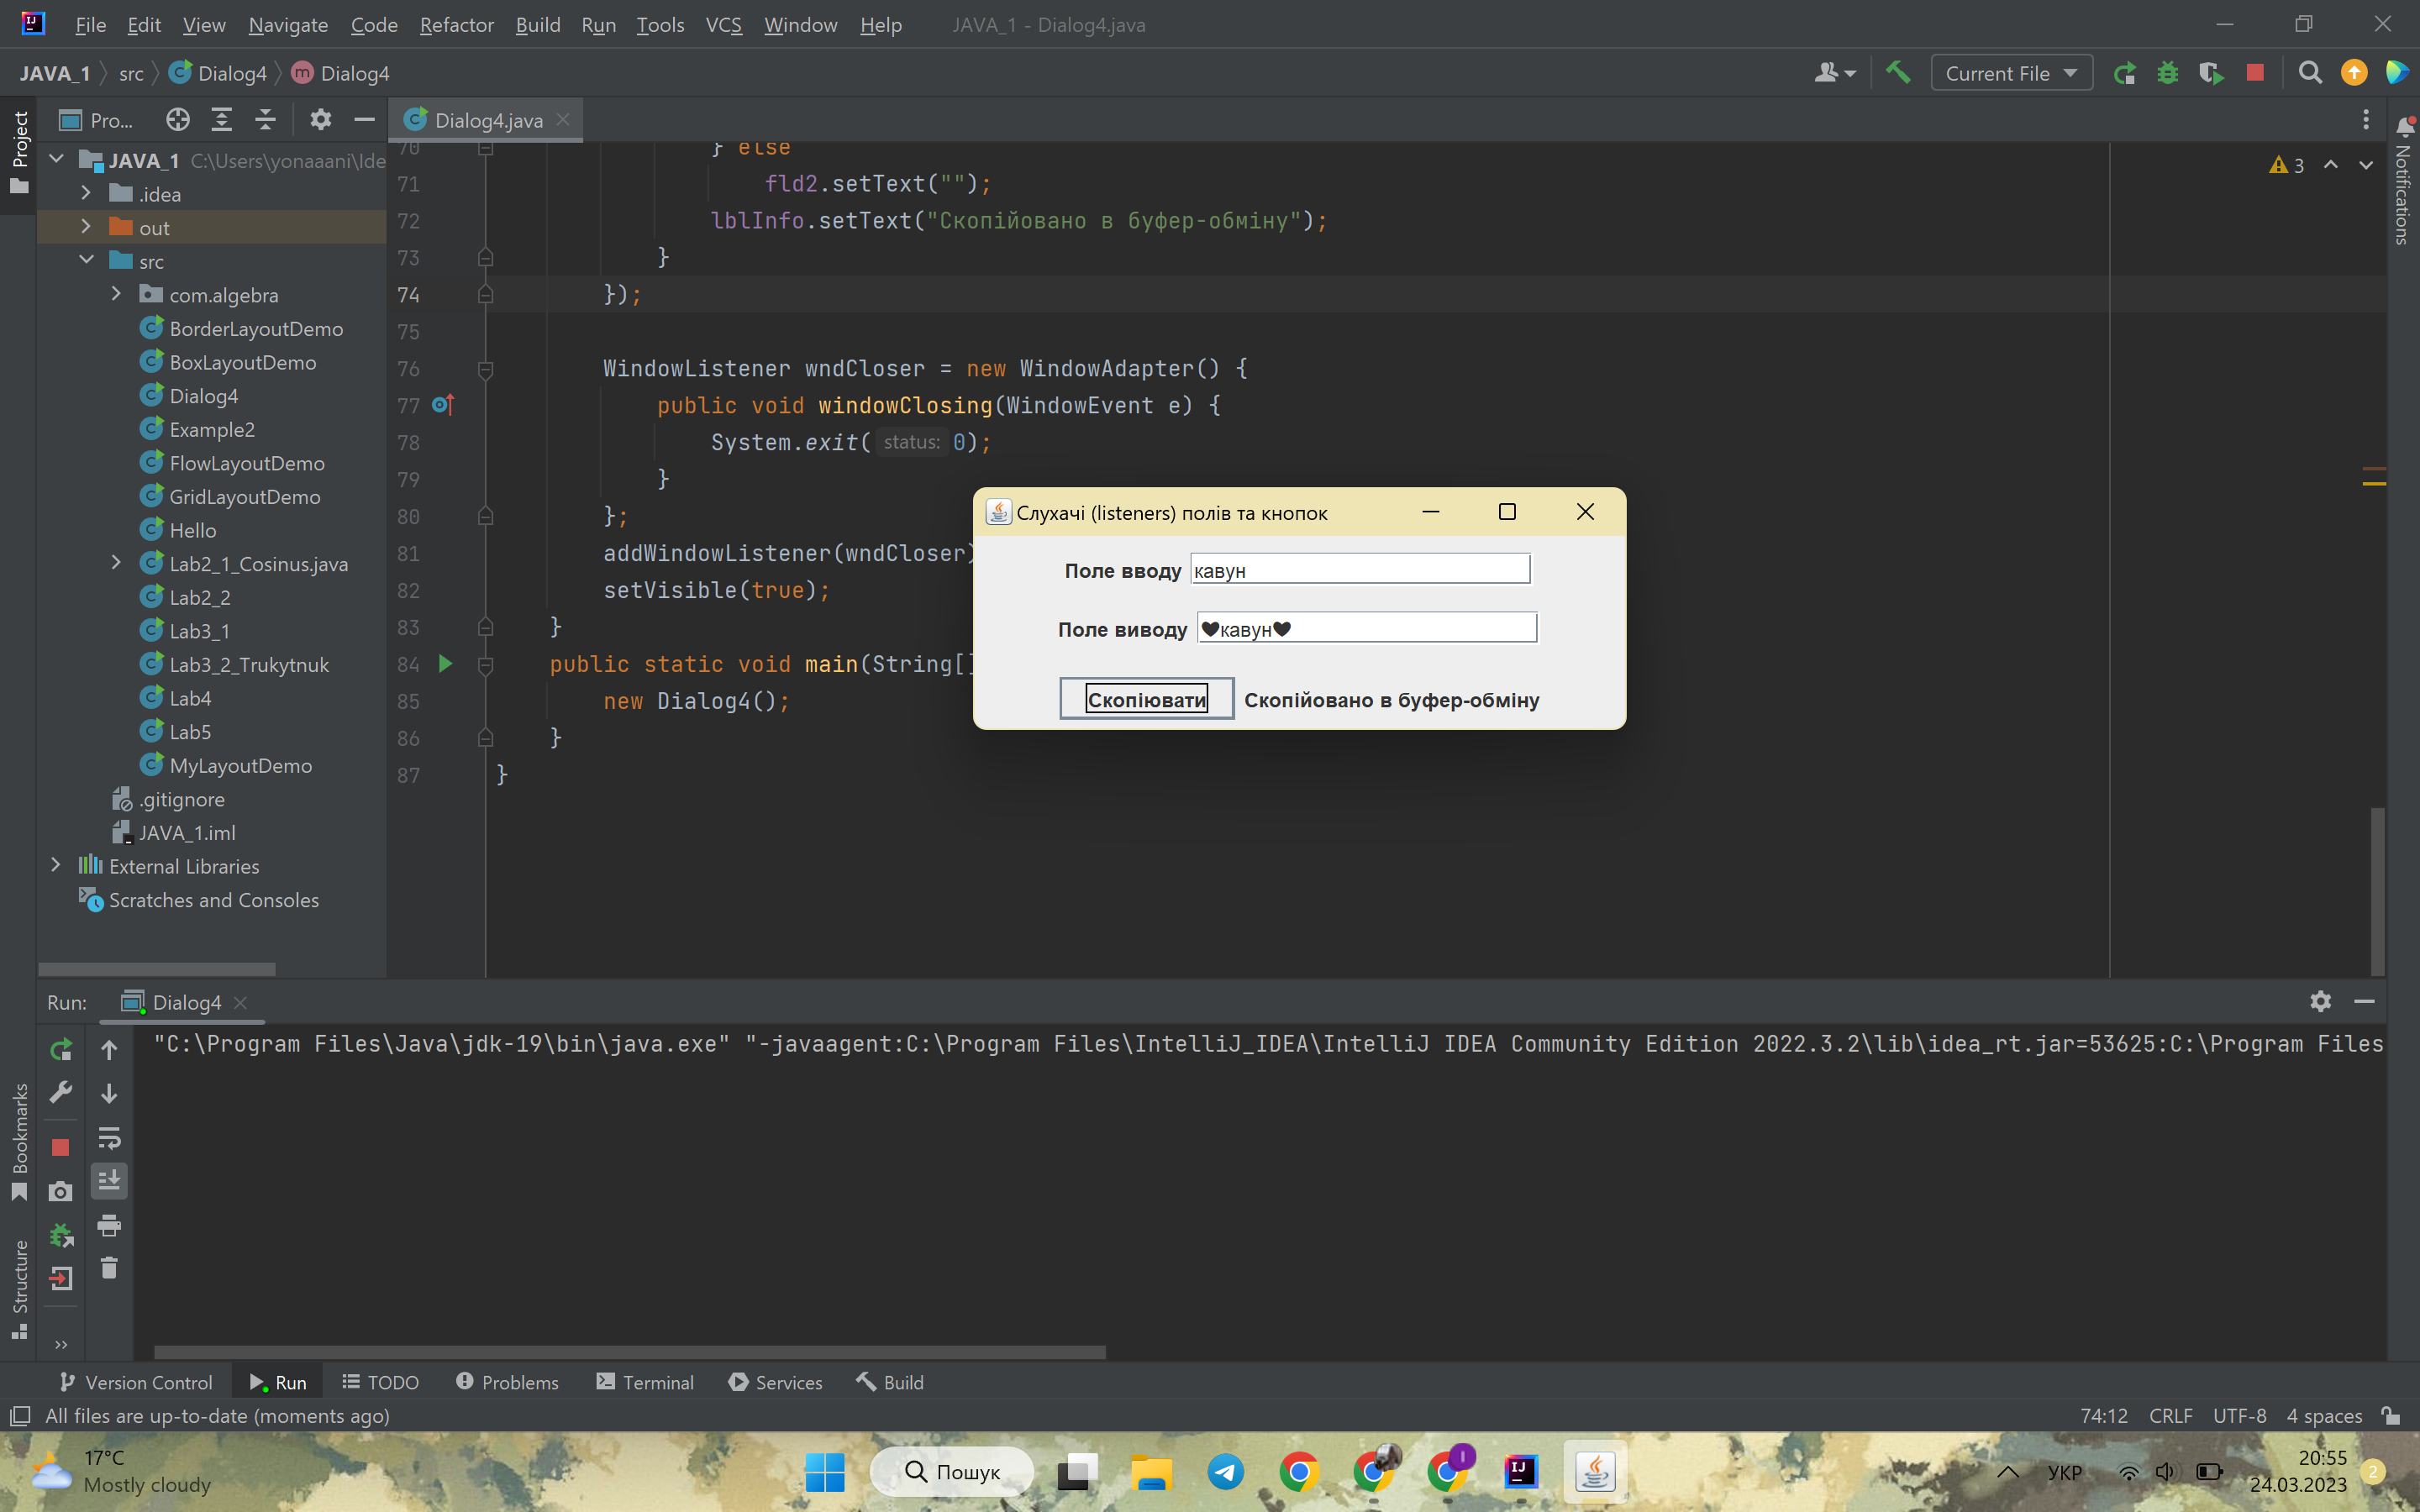 File Edit View Navigate Code Refactor Build Run Tools VCS Window Help JAVA_1 - Dialog4.java
JAVA_1 src Dialog4 m Dialog4
Current File
Project
Pro...
Dialog4.java
JAVA_1 C:\Users\yonaaani\Ide
.idea
out
src
com.algebra
BorderLayoutDemo
BoxLayoutDemo
Dialog4
Example2
FlowLayoutDemo
GridLayoutDemo
Hello
Lab2_1_Cosinus.java
Lab2_2
Lab3_1
Lab3_2_Trukytnuk
Lab4
Lab5
MyLayoutDemo
.gitignore
JAVA_1.iml
External Libraries
Scratches and Consoles
3
Notifications
70 } else
71 fld2.setText("");
72 lblInfo.setText("Скопійовано в буфер-обміну");
73 }
74 });
75
76 WindowListener wndCloser = new WindowAdapter() {
77 public void windowClosing(WindowEvent e) {
78 System.exit( status: 0);
79 }
80 };
81 addWindowListener(wndCloser)
82 setVisible(true);
83 }
84 public static void main(String[]
85 new Dialog4();
86 }
87 }
Слухачі (listeners) полів та кнопок
Поле вводу кавун
Поле виводу ♥кавун♥
Скопіювати Скопійовано в буфер-обміну
Run: Dialog4
"C:\Program Files\Java\jdk-19\bin\java.exe" "-javaagent:C:\Program Files\IntelliJ_IDEA\IntelliJ IDEA Community Edition 2022.3.2\lib\idea_rt.jar=53625:C:\Program Files
Bookmarks
Structure
Version Control Run TODO Problems Terminal Services Build
All files are up-to-date (moments ago)
74:12 CRLF UTF-8 4 spaces
17°C
Mostly cloudy
Пошук
УКР
20:55
24.03.2023
2